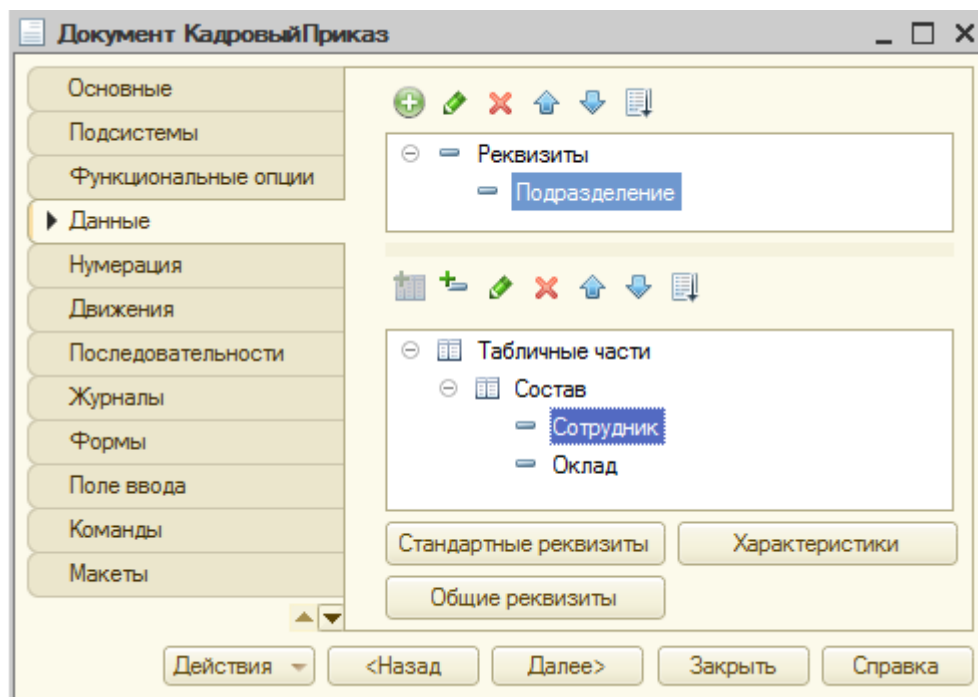 Документ КадровыйПриказ
Основные
Подсистемы
Функциональные опции
Данные
Нумерация
Движения
Последовательности
Журналы
Формы
Поле ввода
Команды
Макеты
Реквизиты
Подразделение
Табличные части
Состав
Сотрудник
Оклад
Стандартные реквизиты
Характеристики
Общие реквизиты
Действия
<Назад
Далее>
Закрыть
Справка